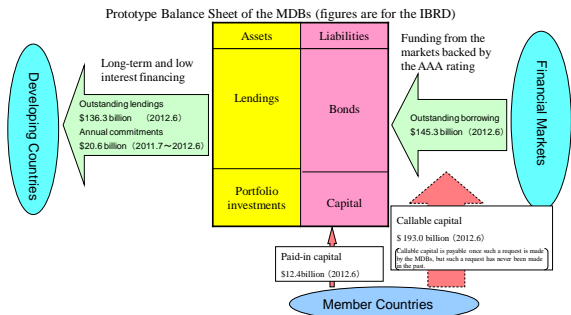 Prototype Balance Sheet of the MDBs (figures are for the IBRD)
Assets
Liabilities
Developing Countries
Long-term and low
interest financing
Outstanding lendings
$136.3 billion （2012.6）
Annual commitments
$20.6 billion（2011.7～2012.6）
Lendings
Bonds
Portfolio
investments
Capital
Funding from the
markets backed by
the AAA rating
Outstanding borrowing
$145.3 billion（2012.6）
Financial Markets
Callable capital
$ 193.0 billion（2012.6）
Callable capital is payable once such a request is made
by the MDBs, but such a request has never been made in
the past.
Paid-in capital
$12.4billion（2012.6）
Member Countries